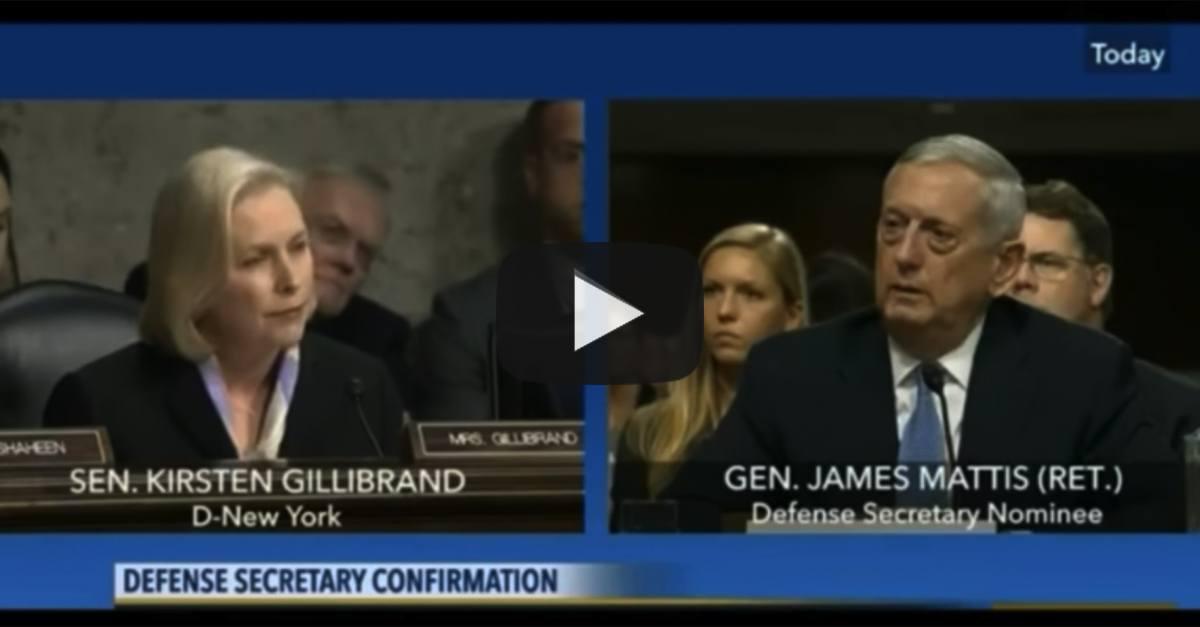 Today
SHAHEEN
MRS. GILLIBRAND
SEN. KIRSTEN GILLIBRAND
D-New York
GEN. JAMES MATTIS (RET.)
Defense Secretary Nominee
DEFENSE SECRETARY CONFIRMATION